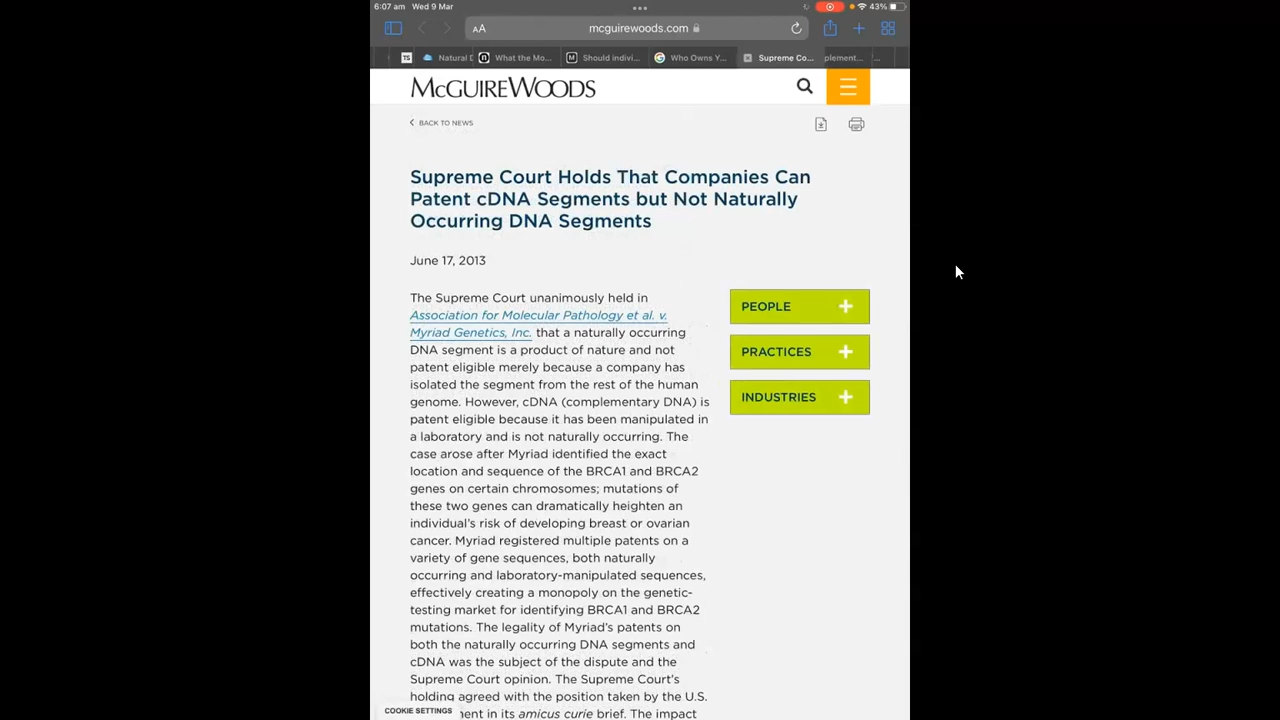 6:07 am Wed 9 Mar
43%
AA
mcguirewoods.com
TS
Natural D
What the Mo...
Should indivi...
Who Owns Y...
Supreme Co...
plement...
MCGUIREWOODS
BACK TO NEWS
Supreme Court Holds That Companies Can
Patent cDNA Segments but Not Naturally
Occurring DNA Segments
June 17, 2013
The Supreme Court unanimously held in
Association for Molecular Pathology et al. v.
Myriad Genetics, Inc. that a naturally occurring
DNA segment is a product of nature and not
patent eligible merely because a company has
isolated the segment from the rest of the human
genome. However, cDNA (complementary DNA) is
patent eligible because it has been manipulated in
a laboratory and is not naturally occurring. The
case arose after Myriad identified the exact
location and sequence of the BRCA1 and BRCA2
genes on certain chromosomes; mutations of
these two genes can dramatically heighten an
individual's risk of developing breast or ovarian
cancer. Myriad registered multiple patents on a
variety of gene sequences, both naturally
occurring and laboratory-manipulated sequences,
effectively creating a monopoly on the genetic-
testing market for identifying BRCA1 and BRCA2
mutations. The legality of Myriad's patents on
both the naturally occurring DNA segments and
cDNA was the subject of the dispute and the
Supreme Court opinion. The Supreme Court's
holding agreed with the position taken by the U.S.
ent in its amicus curie brief. The impact
PEOPLE
PRACTICES
INDUSTRIES
COOKIE SETTINGS